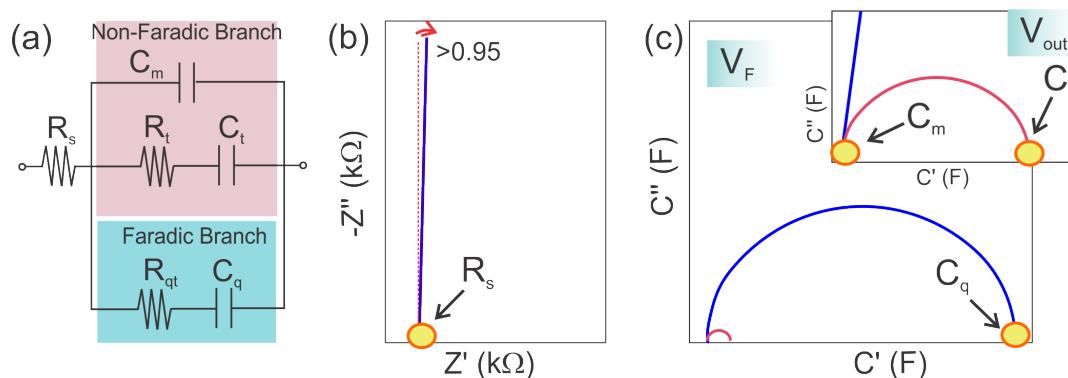 (a)
Non-Faradic Branch
C_m
R_s
R_t
C_t
Faradic Branch
R_qt
C_q
(b)
>0.95
-Z'' (kΩ)
R_s
Z' (kΩ)
(c)
V_F
V_out
C
C'' (F)
C_m
C' (F)
C'' (F)
C_q
C' (F)